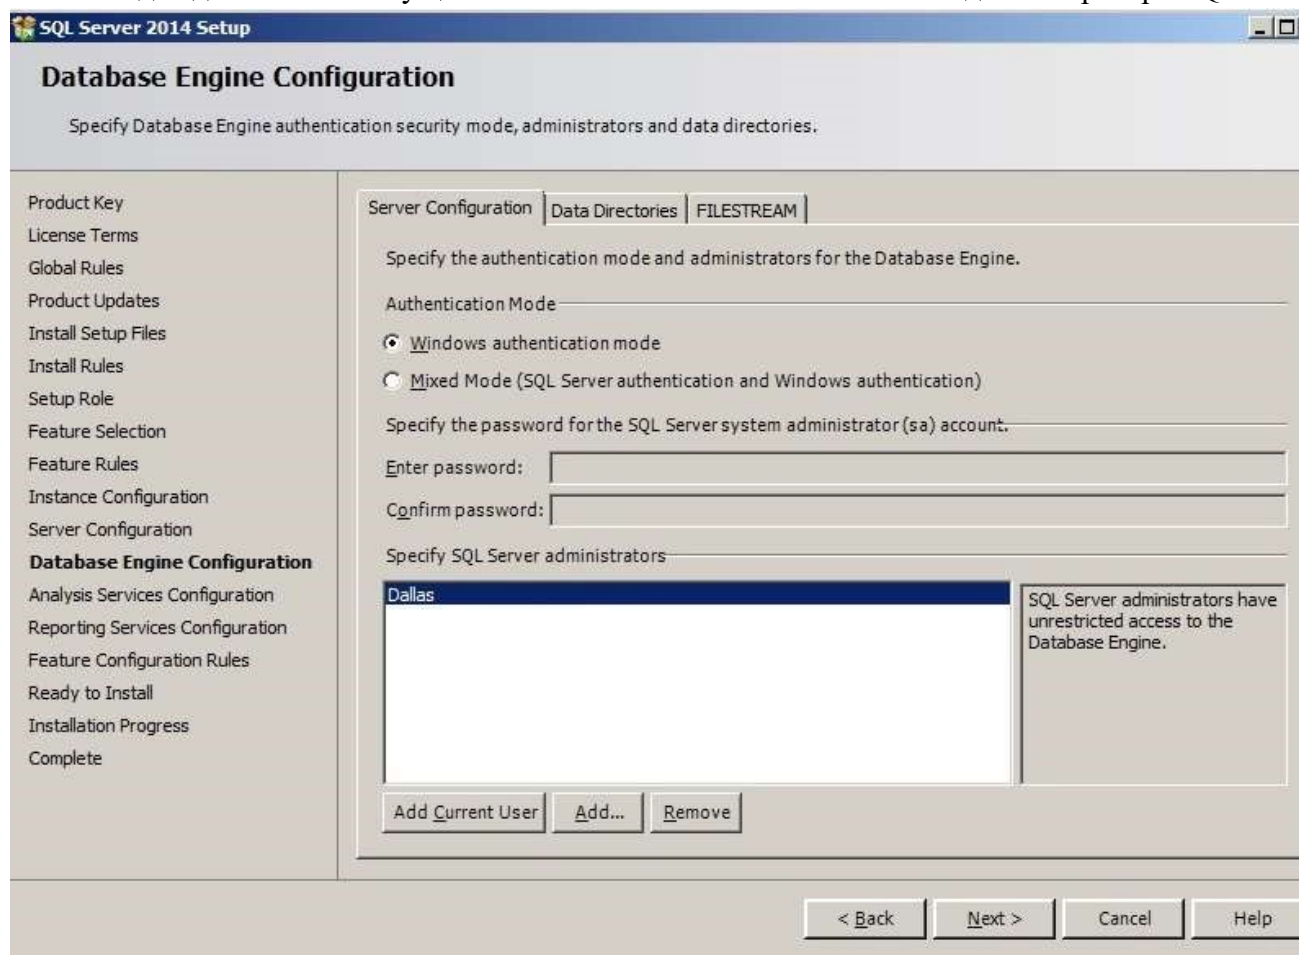 SQL Server 2014 Setup
Database Engine Configuration
Specify Database Engine authentication security mode, administrators and data directories.
Product Key
License Terms
Global Rules
Product Updates
Install Setup Files
Install Rules
Setup Role
Feature Selection
Feature Rules
Instance Configuration
Server Configuration
Database Engine Configuration
Analysis Services Configuration
Reporting Services Configuration
Feature Configuration Rules
Ready to Install
Installation Progress
Complete
Server Configuration Data Directories FILESTREAM
Specify the authentication mode and administrators for the Database Engine.
Authentication Mode
Windows authentication mode
Mixed Mode (SQL Server authentication and Windows authentication)
Specify the password for the SQL Server system administrator (sa) account.
Enter password:
Confirm password:
Specify SQL Server administrators
Dallas
SQL Server administrators have
unrestricted access to the
Database Engine.
Add Current User Add... Remove
< Back Next > Cancel Help